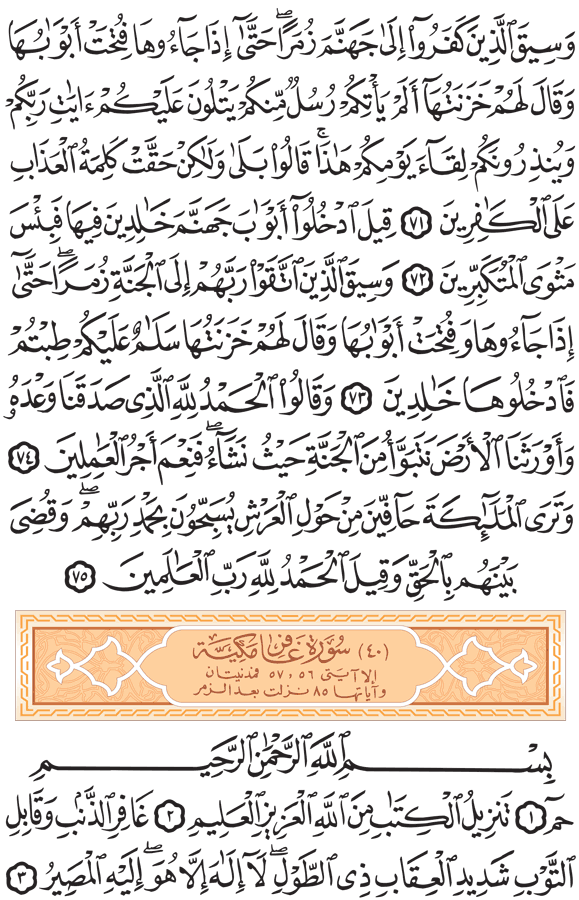 وَسِيقَ ٱلَّذِينَ كَفَرُوٓا۟ إِلَىٰ جَهَنَّمَ زُمَرًا ۖ حَتَّىٰٓ إِذَا جَآءُوهَا فُتِحَتْ أَبْوَٰبُهَا
وَقَالَ لَهُمْ خَزَنَتُهَآ أَلَمْ يَأْتِكُمْ رُسُلٌ مِّنكُمْ يَتْلُونَ عَلَيْكُمْ ءَايَٰتِ رَبِّكُمْ
وَيُنذِرُونَكُمْ لِقَآءَ يَوْمِكُمْ هَٰذَا ۚ قَالُوا۟ بَلَىٰ وَلَٰكِنْ حَقَّتْ كَلِمَةُ ٱلْعَذَابِ
عَلَى ٱلْكَٰفِرِينَ ٧١ قِيلَ ٱدْخُلُوٓا۟ أَبْوَٰبَ جَهَنَّمَ خَٰلِدِينَ فِيهَا فَبِئْسَ
مَثْوَى ٱلْمُتَكَبِّرِينَ ٧٢ وَسِيقَ ٱلَّذِينَ ٱتَّقَوْا۟ رَبَّهُمْ إِلَى ٱلْجَنَّةِ زُمَرًا ۖ حَتَّىٰٓ
إِذَا جَآءُوهَا وَفُتِحَتْ أَبْوَٰبُهَا وَقَالَ لَهُمْ خَزَنَتُهَا سَلَٰمٌ عَلَيْكُمْ طِبْتُمْ
فَٱدْخُلُوهَا خَٰلِدِينَ ٧٣ وَقَالُوا۟ ٱلْحَمْدُ لِلَّهِ ٱلَّذِى صَدَقَنَا وَعْدَهُۥ
وَأَوْرَثَنَا ٱلْأَرْضَ نَتَبَوَّأُ مِنَ ٱلْجَنَّةِ حَيْثُ نَشَآءُ ۖ فَنِعْمَ أَجْرُ ٱلْعَٰمِلِينَ ٧٤
وَتَرَى ٱلْمَلَٰٓئِكَةَ حَآفِّينَ مِنْ حَوْلِ ٱلْعَرْشِ يُسَبِّحُونَ بِحَمْدِ رَبِّهِمْ ۖ وَقُضِىَ
بَيْنَهُم بِٱلْحَقِّ وَقِيلَ ٱلْحَمْدُ لِلَّهِ رَبِّ ٱلْعَٰلَمِينَ ٧٥
(٤٠) سورة غافر مكية
إلا آيتى ٥٦، ٥٧ فمدنيتان
وآياتها ٨٥ نزلت بعد الزمر
بِسْمِ ٱللَّهِ ٱلرَّحْمَٰنِ ٱلرَّحِيمِ
حمٓ ١ تَنزِيلُ ٱلْكِتَٰبِ مِنَ ٱللَّهِ ٱلْعَزِيزِ ٱلْعَلِيمِ ٢ غَافِرِ ٱلذَّنۢبِ وَقَابِلِ
ٱلتَّوْبِ شَدِيدِ ٱلْعِقَابِ ذِى ٱلطَّوْلِ ۖ لَآ إِلَٰهَ إِلَّا هُوَ ۖ إِلَيْهِ ٱلْمَصِيرُ ٣